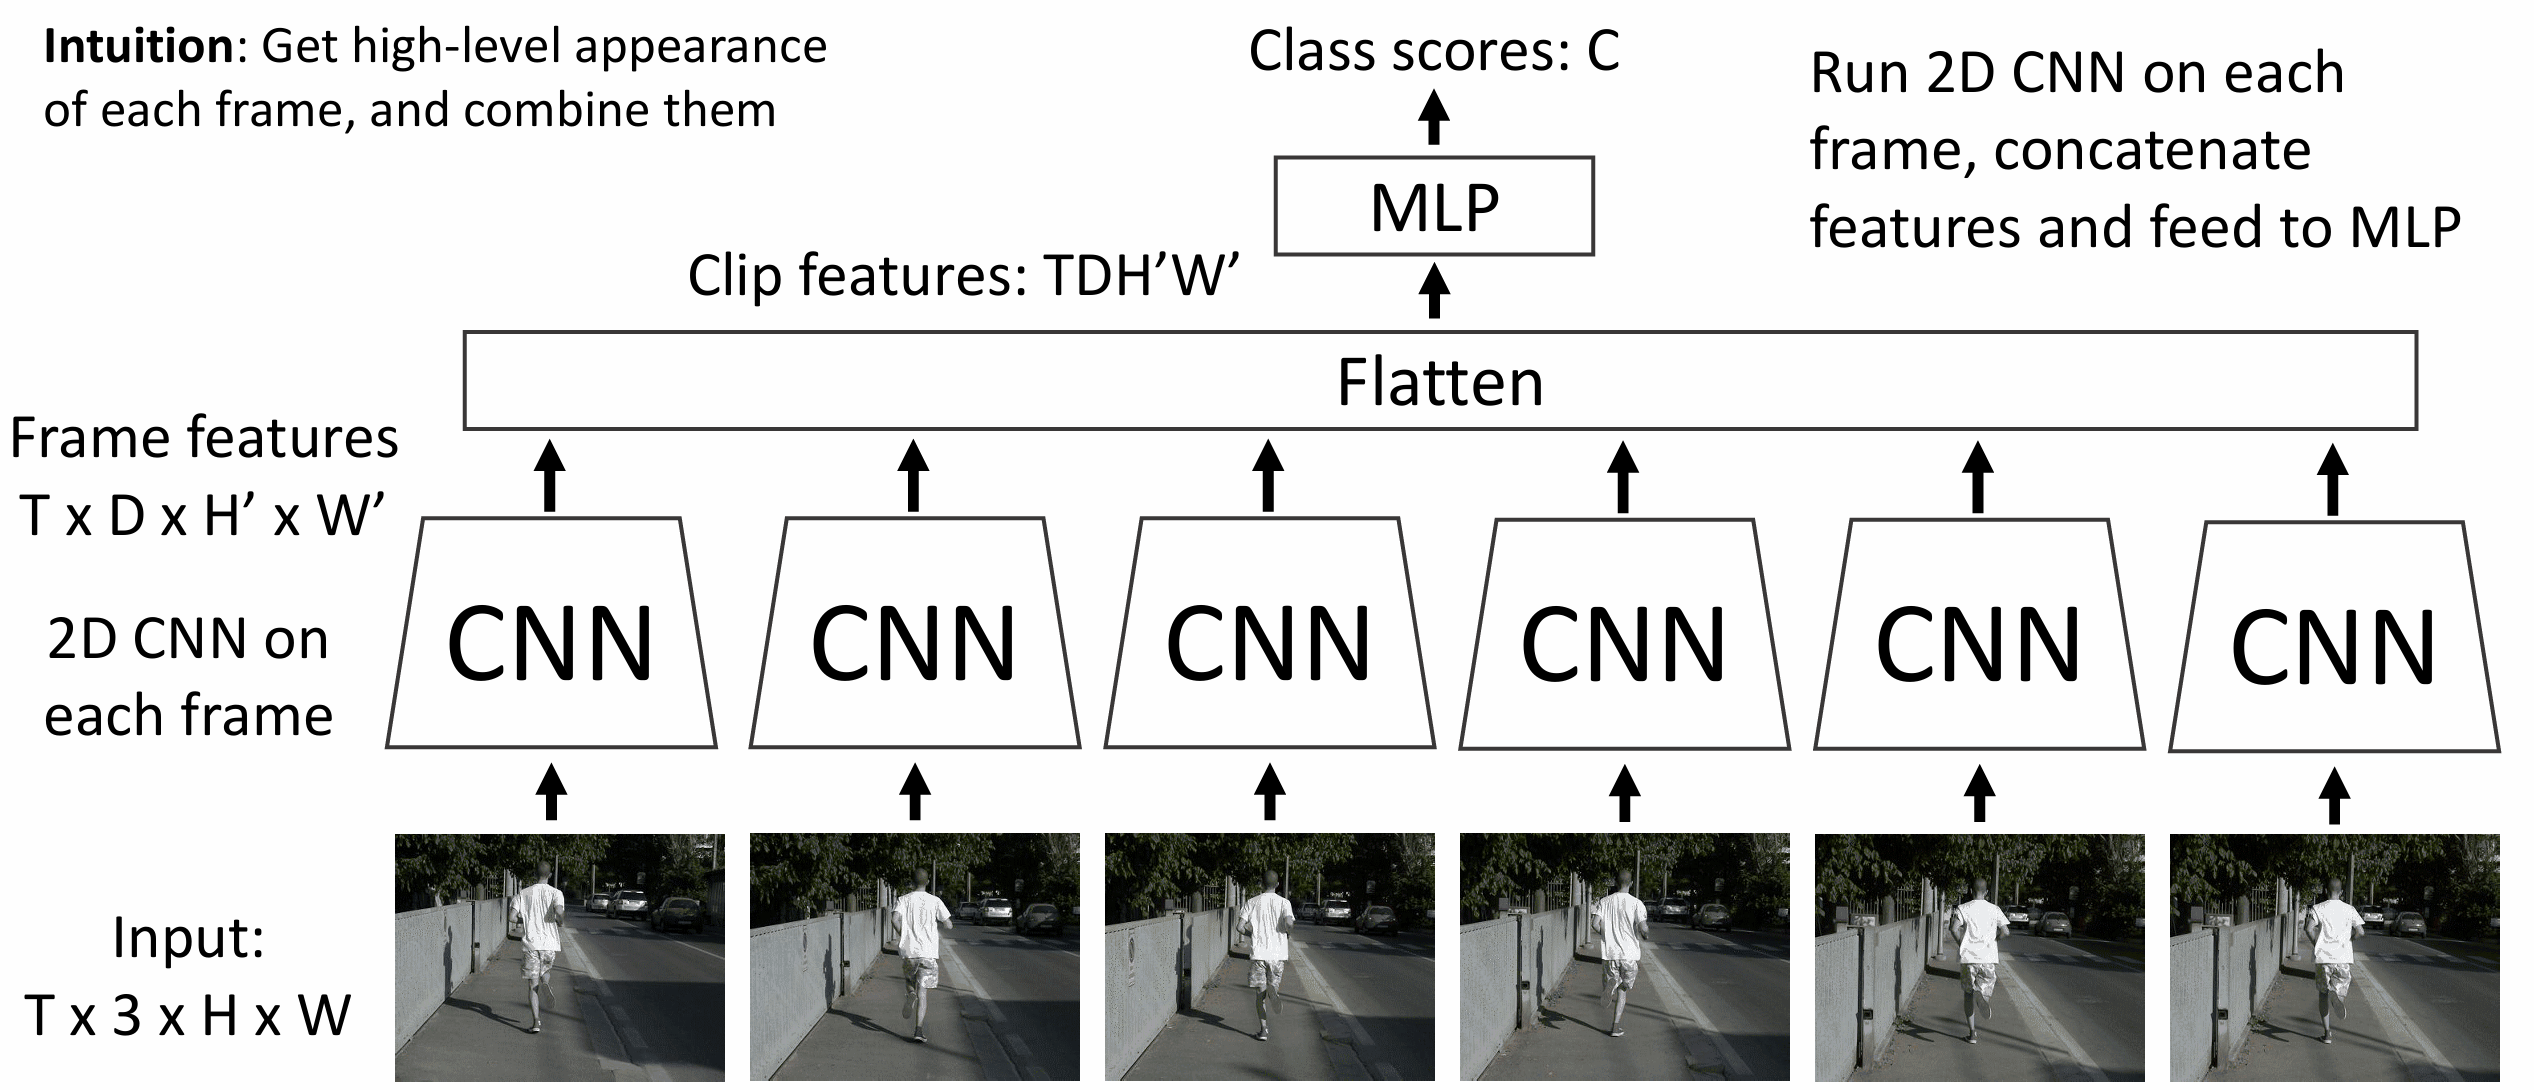 Intuition: Get high-level appearance
of each frame, and combine them
Class scores: C
Run 2D CNN on each
frame, concatenate
features and feed to MLP
MLP
Clip features: TDH’W’
Flatten
Frame features
T x D x H’ x W’
2D CNN on
each frame
CNN CNN CNN CNN CNN CNN
Input:
T x 3 x H x W